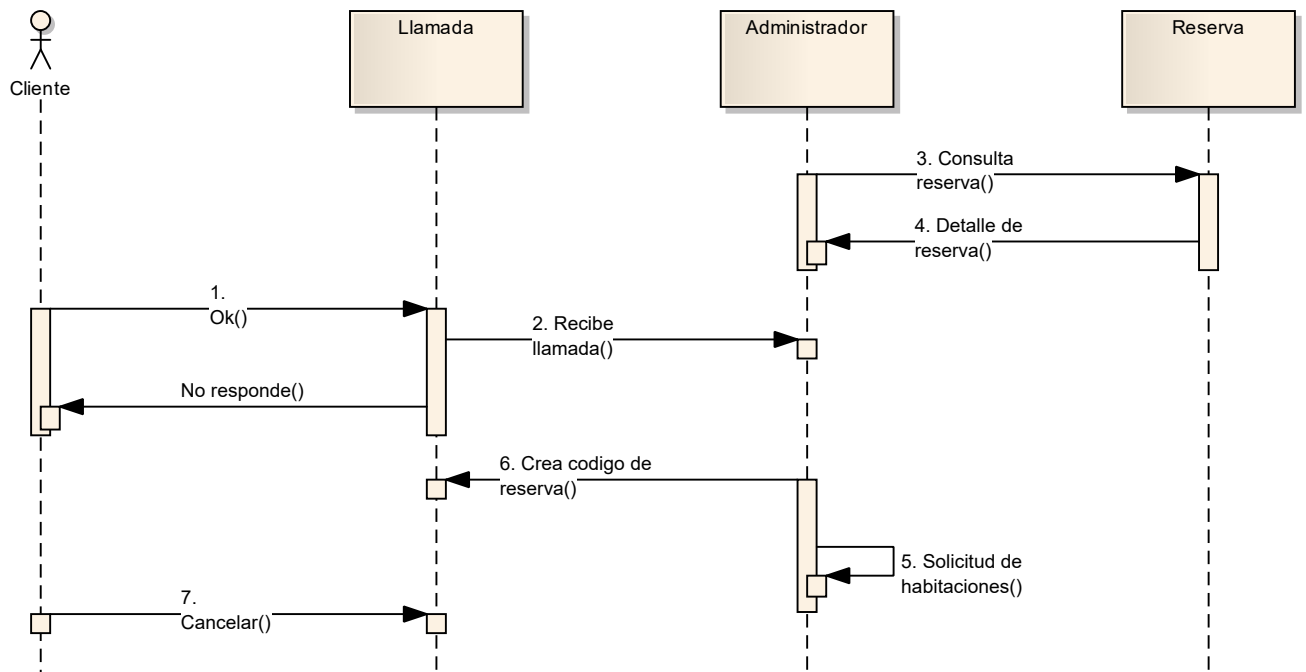 Cliente
Llamada
Administrador
Reserva
3. Consulta
reserva()
4. Detalle de
reserva()
1.
Ok()
2. Recibe
llamada()
No responde()
6. Crea codigo de
reserva()
5. Solicitud de
habitaciones()
7.
Cancelar()